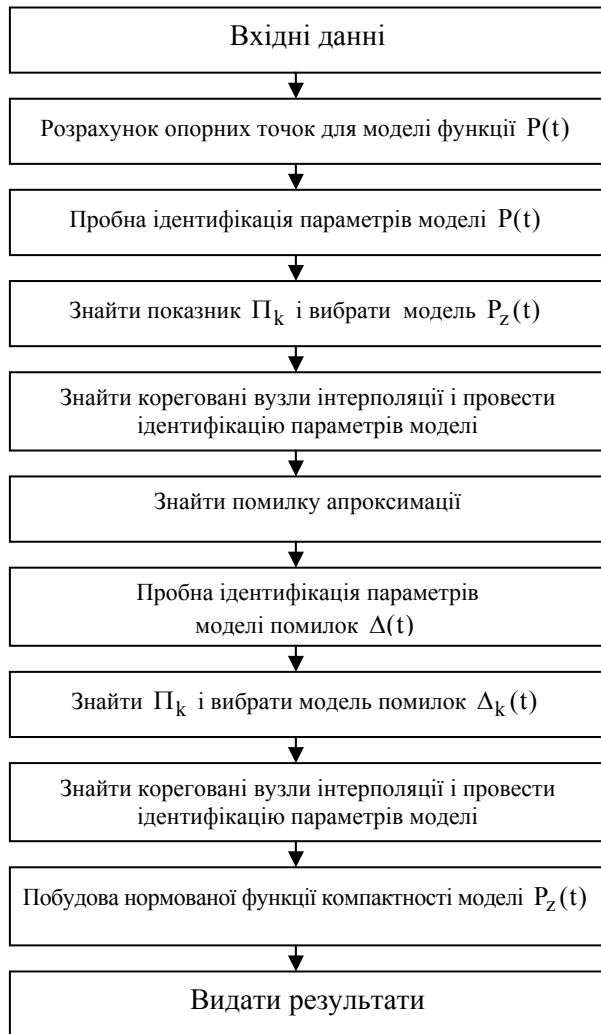 Вхідні данні
Розрахунок опорних точок для моделі функції P(t)
Пробна ідентифікація параметрів моделі P(t)
Знайти показник Π_k і вибрати модель P_z(t)
Знайти кореговані вузли інтерполяції і провести
ідентифікацію параметрів моделі
Знайти помилку апроксимації
Пробна ідентифікація параметрів
моделі помилок Δ(t)
Знайти Π_k і вибрати модель помилок Δ_k(t)
Знайти кореговані вузли інтерполяції і провести
ідентифікацію параметрів моделі
Побудова нормованої функції компактності моделі P_z(t)
Видати результати